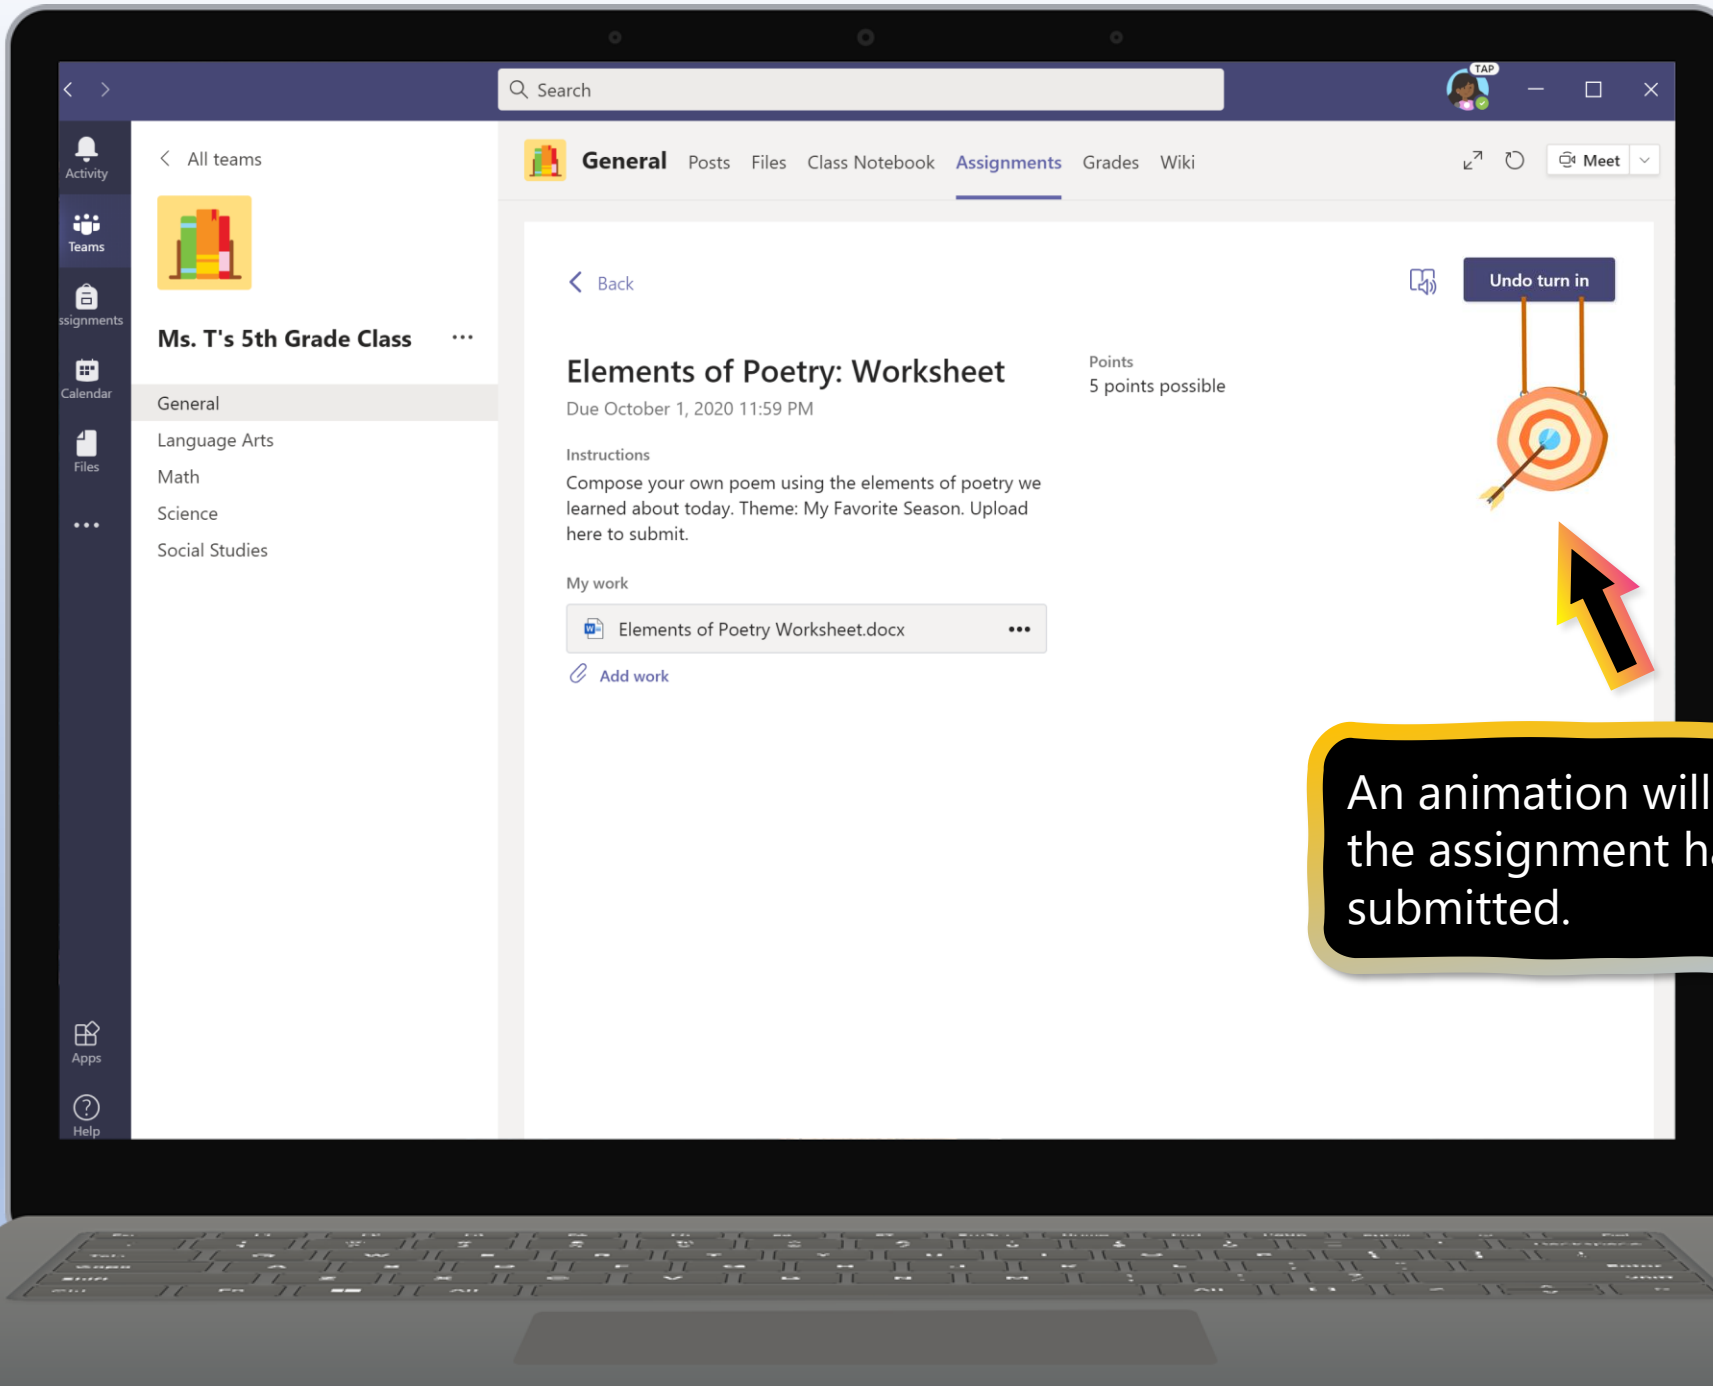 Search
TAP
Activity
Teams
ssignments
Calendar
Files
Apps
Help
All teams
Ms. T's 5th Grade Class
General
Language Arts
Math
Science
Social Studies
General Posts Files Class Notebook Assignments Grades Wiki
Meet
Back
Undo turn in
Elements of Poetry: Worksheet
Due October 1, 2020 11:59 PM
Points
5 points possible
Instructions
Compose your own poem using the elements of poetry we
learned about today. Theme: My Favorite Season. Upload
here to submit.
My work
Elements of Poetry Worksheet.docx
Add work
An animation will
the assignment ha
submitted.